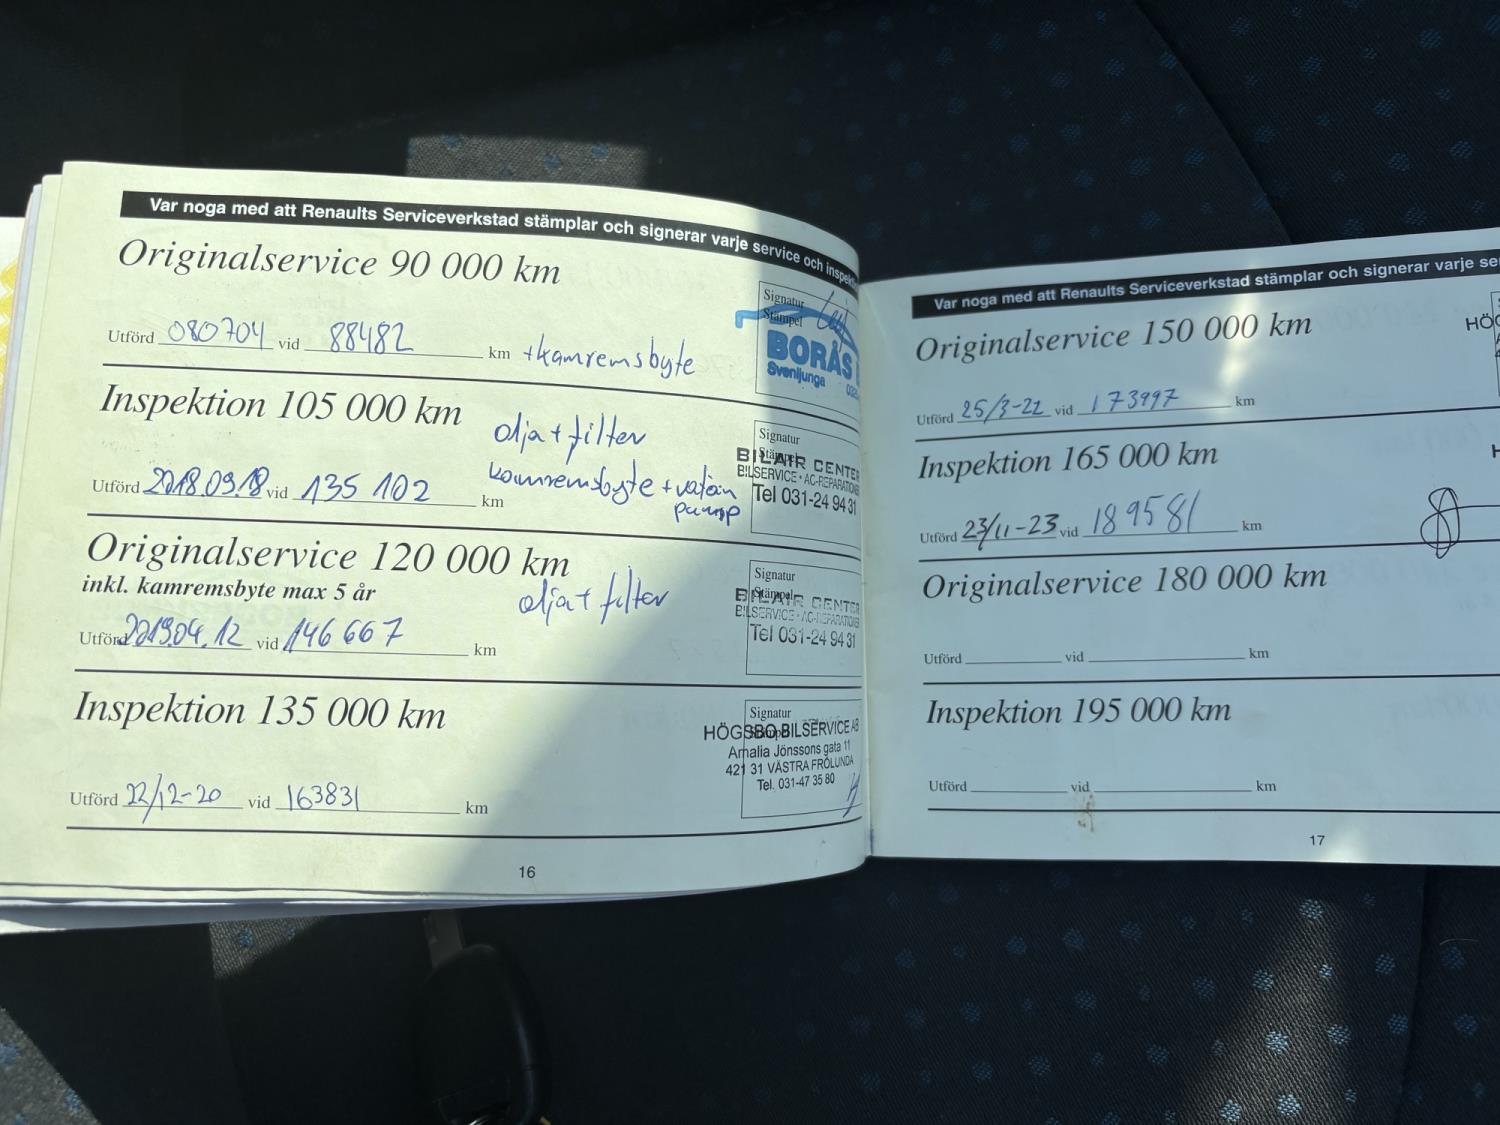 Var noga med att Renaults Serviceverkstad stämplar och signerar varje service och inspek
Originalservice 90 000 km
Utförd 080704 vid 88482 km +kamremsbyte
Signatur
Stämpel
BORÅS
Svenljunga
Inspektion 105 000 km
olja + filter
kamremsbyte + vatten
pump
Utförd 2018.09.18 vid 135 102 km
Signatur
Stämpel
BILAIR CENTER
BILSERVICE • AC-REPARATIONER
Tel 031-24 94 31
Originalservice 120 000 km
inkl. kamremsbyte max 5 år
olja + filter
Utförd 2019.04.12 vid 146 667 km
Signatur
Stämpel
BILAIR CENTER
BILSERVICE • AC-REPARATIONER
Tel 031-24 94 31
Inspektion 135 000 km
Utförd 22/12-20 vid 163831 km
Signatur
Stämpel
HÖGSBO BILSERVICE AB
Amalia Jönssons gata 11
421 31 VÄSTRA FRÖLUNDA
Tel. 031-47 35 80
16
Var noga med att Renaults Serviceverkstad stämplar och signerar varje se
Originalservice 150 000 km
HÖG
Utförd 25/3-22 vid 173997 km
Inspektion 165 000 km
H
Utförd 23/11-23 vid 189581 km
Originalservice 180 000 km
Utförd vid km
Inspektion 195 000 km
Utförd vid km
17